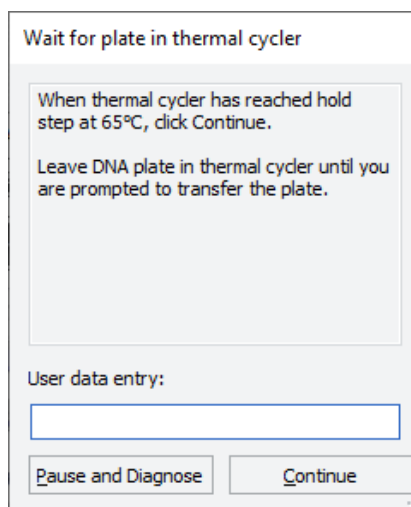 Wait for plate in thermal cycler
When thermal cycler has reached hold
step at 65°C, click Continue.
Leave DNA plate in thermal cycler until you
are prompted to transfer the plate.
User data entry:
Pause and Diagnose
Continue